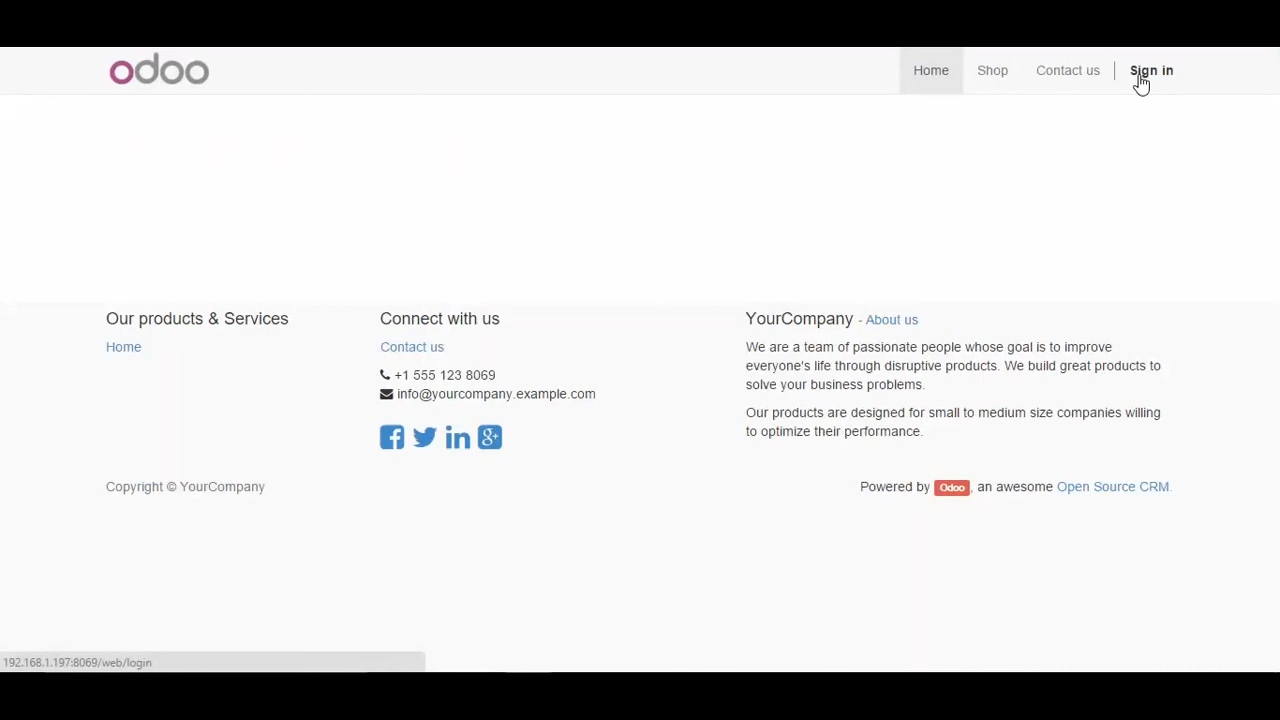 odoo
Home Shop Contact us Sign in
Our products & Services
Home
Connect with us
Contact us
+1 555 123 8069
info@yourcompany.example.com
YourCompany - About us
We are a team of passionate people whose goal is to improve
everyone's life through disruptive products. We build great products to
solve your business problems.
Our products are designed for small to medium size companies willing
to optimize their performance.
Copyright © YourCompany
Powered by Odoo, an awesome Open Source CRM.
192.168.1.197:8069/web/login